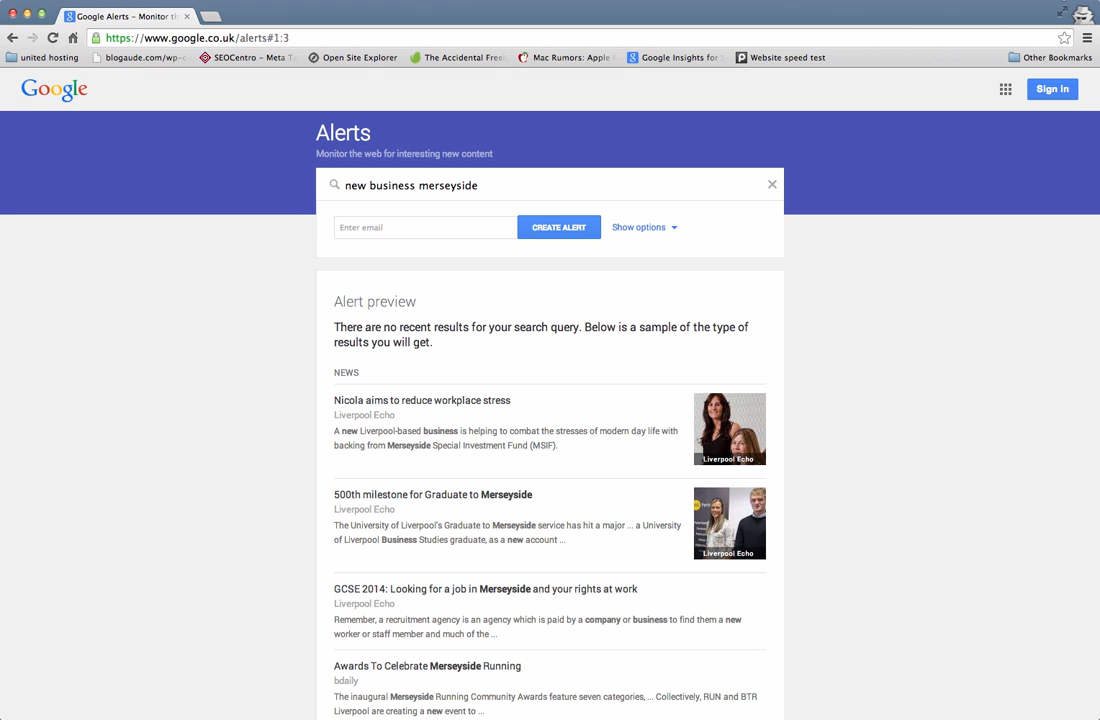 Google Alerts – Monitor th
https://www.google.co.uk/alerts#1:3
united hosting
blogaude.com/wp-c
SEOCentro – Meta T
Open Site Explorer
The Accidental Free
Mac Rumors: Apple
Google Insights for
Website speed test
Other Bookmarks
Google
Sign in
Alerts
Monitor the web for interesting new content
new business merseyside
Enter email
CREATE ALERT
Show options
Alert preview
There are no recent results for your search query. Below is a sample of the type of
results you will get.
NEWS
Nicola aims to reduce workplace stress
Liverpool Echo
A new Liverpool-based business is helping to combat the stresses of modern day life with
backing from Merseyside Special Investment Fund (MSIF).
Liverpool Echo
500th milestone for Graduate to Merseyside
Liverpool Echo
The University of Liverpool's Graduate to Merseyside service has hit a major ... a University
of Liverpool Business Studies graduate, as a new account ...
Liverpool Echo
GCSE 2014: Looking for a job in Merseyside and your rights at work
Liverpool Echo
Remember, a recruitment agency is an agency which is paid by a company or business to find them a new
worker or staff member and much of the ...
Awards To Celebrate Merseyside Running
bdaily
The inaugural Merseyside Running Community Awards feature seven categories, ... Collectively, RUN and BTR
Liverpool are creating a new event to ...